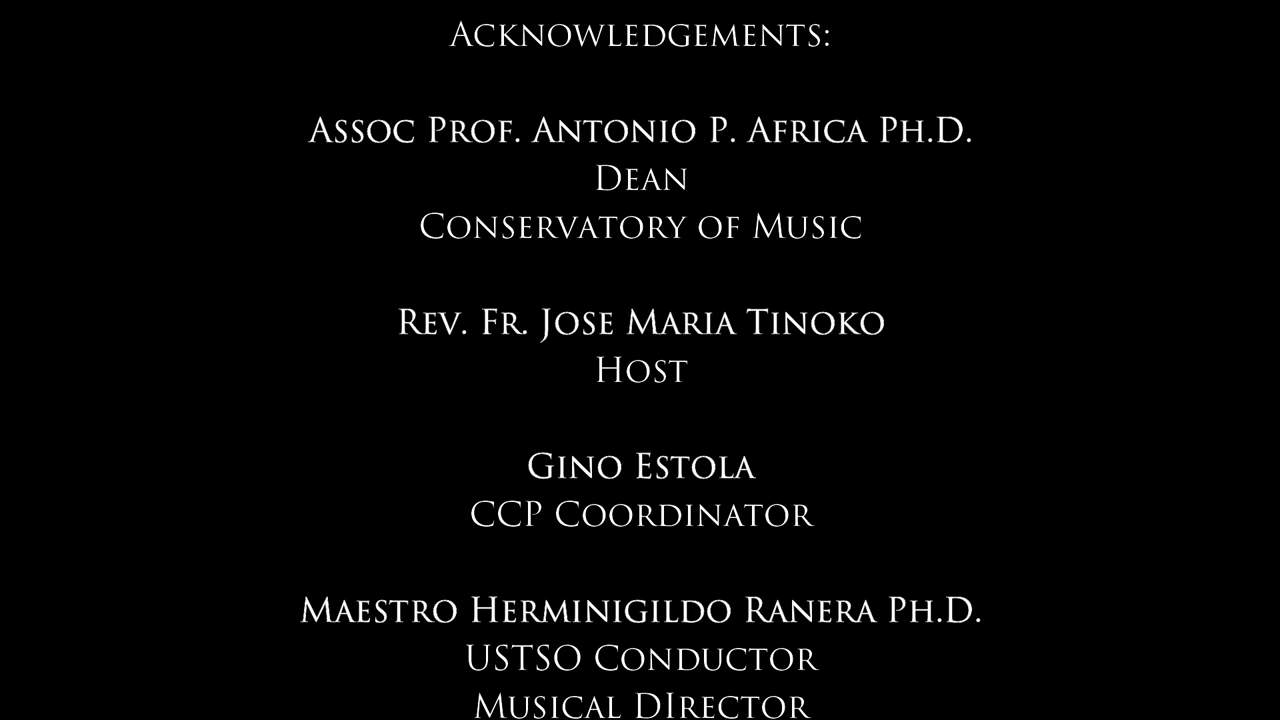 Acknowledgements:
Assoc Prof. Antonio P. Africa Ph.D.
Dean
Conservatory of Music
Rev. Fr. Jose Maria Tinoko
Host
Gino Estola
CCP Coordinator
Maestro Herminigildo Ranera Ph.D.
USTSO Conductor
Musical DIrector